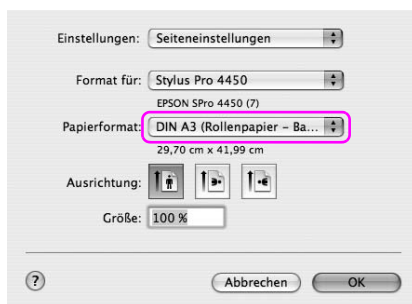 Einstellungen: Seiteneinstellungen
Format für: Stylus Pro 4450
EPSON SPro 4450 (7)
Papierformat: DIN A3 (Rollenpapier – Ba...
29,70 cm x 41,99 cm
Ausrichtung:
Größe: 100 %
? Abbrechen OK